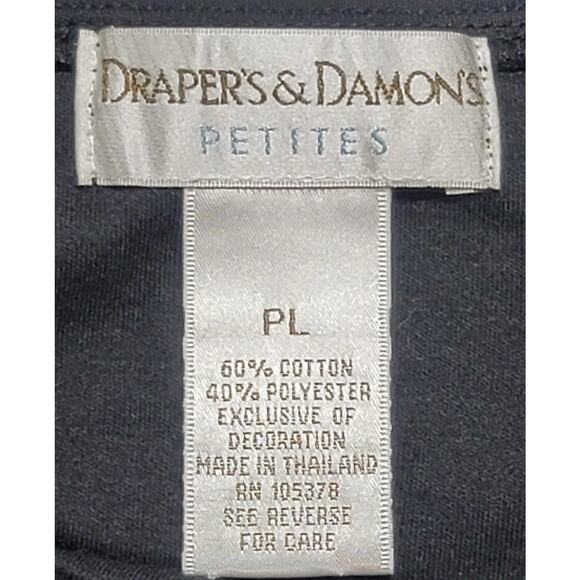 DRAPER'S & DAMON'S
PETITES
PL
60% COTTON
40% POLYESTER
EXCLUSIVE OF
DECORATION
MADE IN THAILAND
RN 105378
SEE REVERSE
FOR CARE